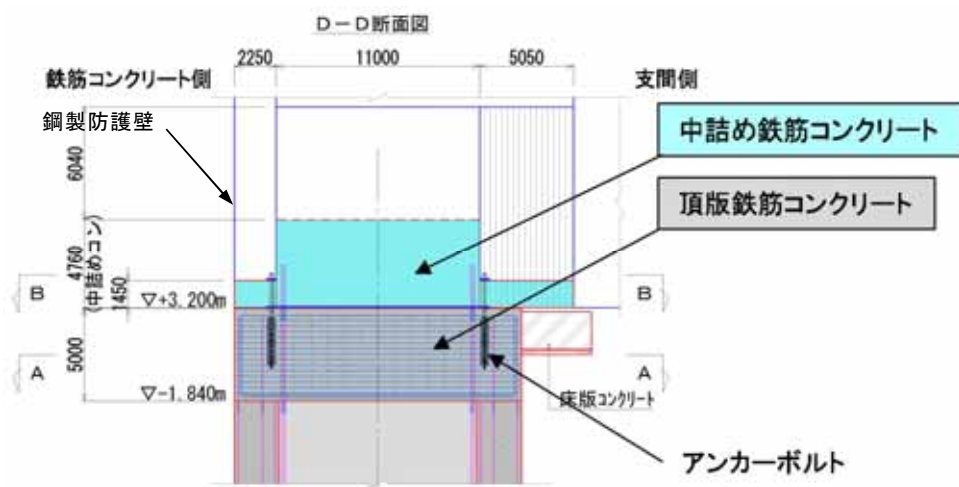 D－D断面図
2250 11000 5050
鉄筋コンクリート側
支間側
鋼製防護壁
中詰め鉄筋コンクリート
頂版鉄筋コンクリート
6040
4760
(中詰めコン)
1450
5000
B
B
▽+3.200m
A
A
▽-1.840m
床版コンクリート
アンカーボルト